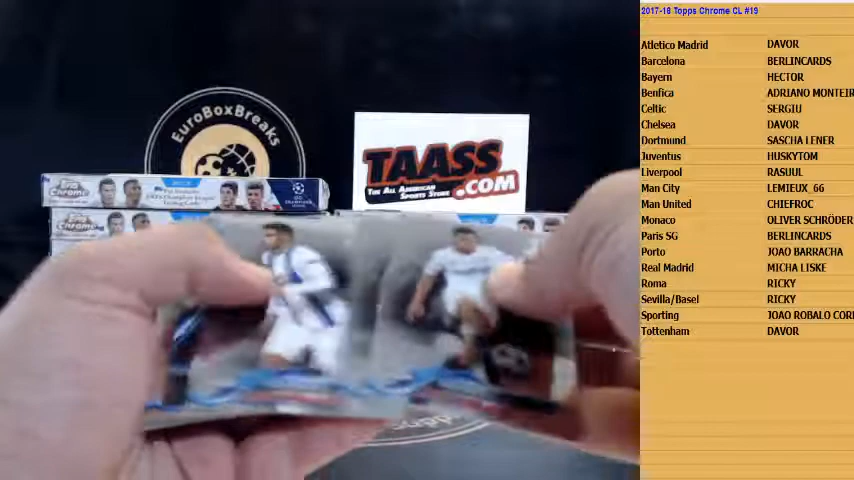 2017-18 Topps Chrome CL #19
Atletico Madrid DAVOR
Barcelona BERLINCARDS
Bayern HECTOR
Benfica ADRIANO MONTEIR
Celtic SERGIU
Chelsea DAVOR
Dortmund SASCHA LENER
Juventus HUSKYTOM
Liverpool RASUUL
Man City LEMIEUX_66
Man United CHIEFROC
Monaco OLIVER SCHRÖDER
Paris SG BERLINCARDS
Porto JOAO BARRACHA
Real Madrid MICHA LISKE
Roma RICKY
Sevilla/Basel RICKY
Sporting JOAO ROBALO CORI
Tottenham DAVOR
EuroBoxBreaks
TAASS
THE ALL AMERICAN
SPORTS STORE
.COM
Chrome
Chrome